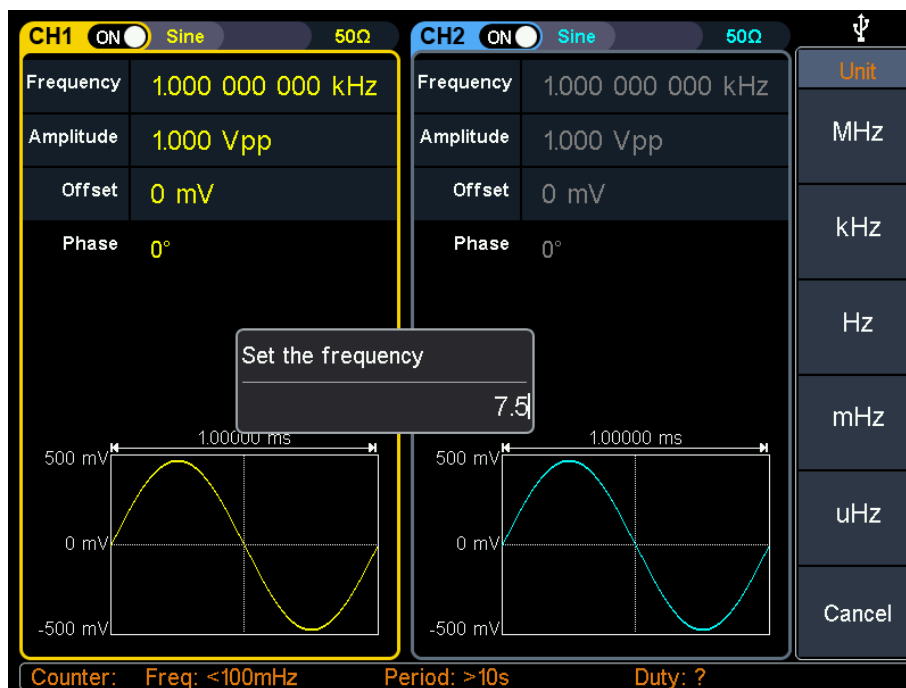 CH1 ON Sine 50Ω
Frequency 1.000 000 000 kHz
Amplitude 1.000 Vpp
Offset 0 mV
Phase 0°
1.00000 ms
500 mV
0 mV
-500 mV
CH2 ON Sine 50Ω
Frequency 1.000 000 000 kHz
Amplitude 1.000 Vpp
Offset 0 mV
Phase 0°
1.00000 ms
500 mV
0 mV
-500 mV
Set the frequency
7.5
Unit
MHz
kHz
Hz
mHz
uHz
Cancel
Counter: Freq: <100mHz Period: >10s Duty: ?